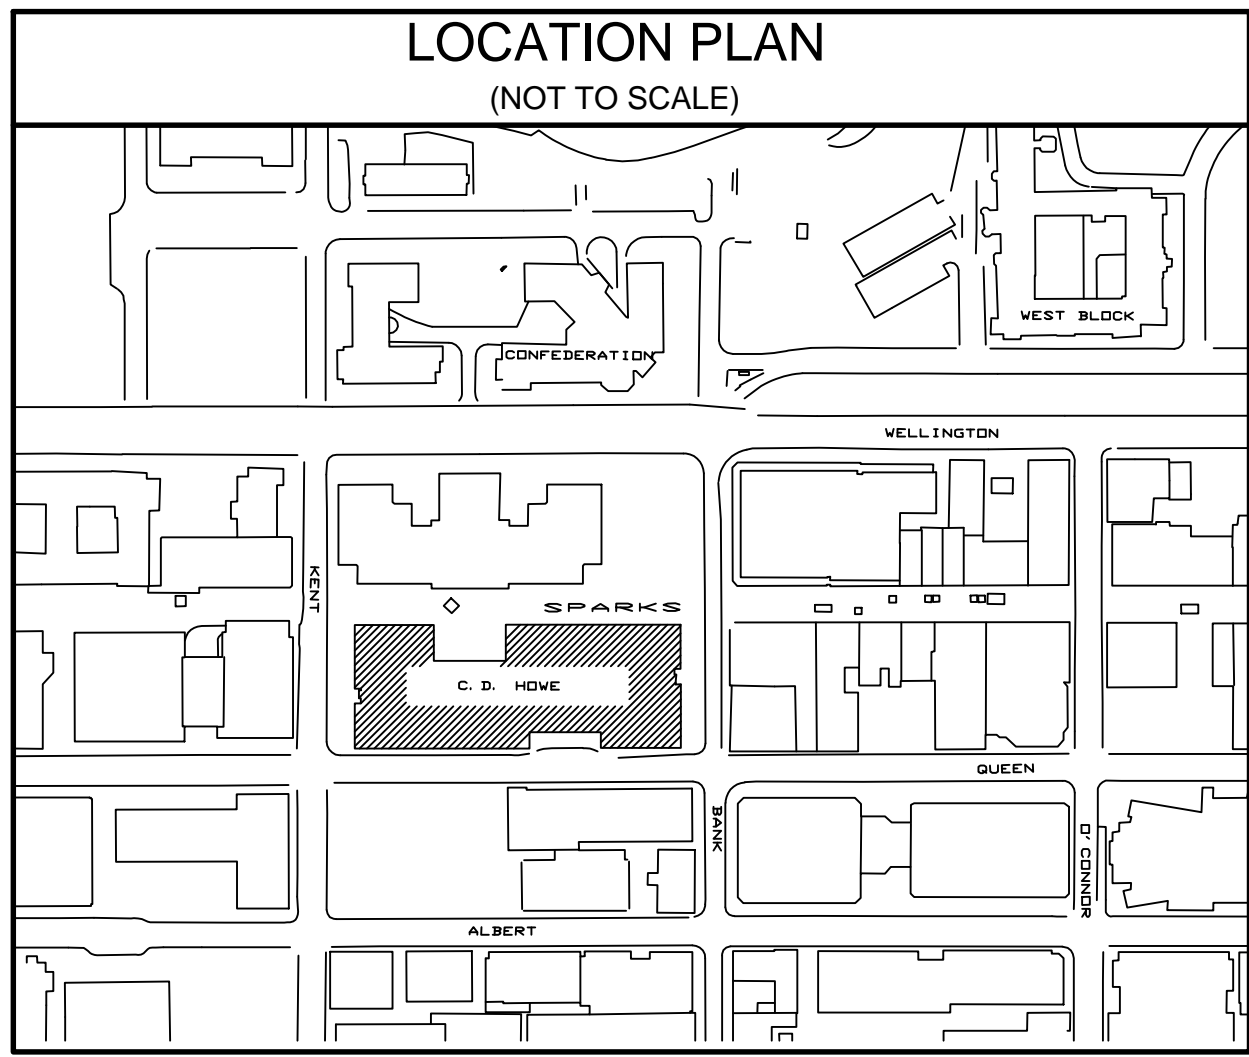 LOCATION PLAN
(NOT TO SCALE)
WEST BLOCK
CONFEDERATION
WELLINGTON
KENT
SPARKS
C. D. HOWE
QUEEN
BANK
O' CONNOR
ALBERT